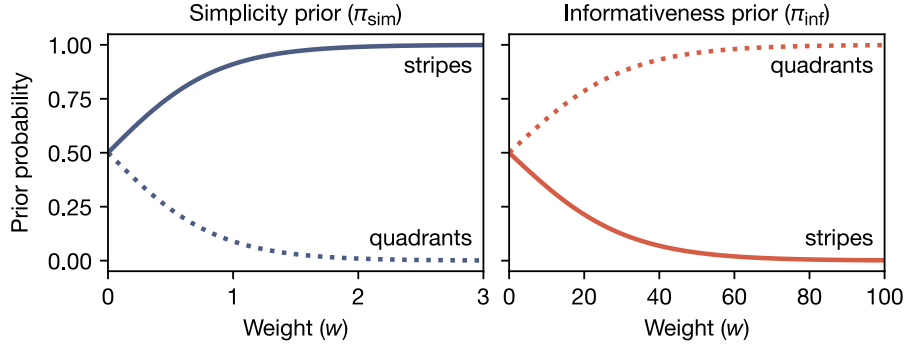 Simplicity prior (πsim)
Informativeness prior (πinf)
Prior probability
1.00
0.75
0.50
0.25
0.00
stripes
quadrants
quadrants
stripes
0 1 2 3
0 20 40 60 80 100
Weight (w)
Weight (w)